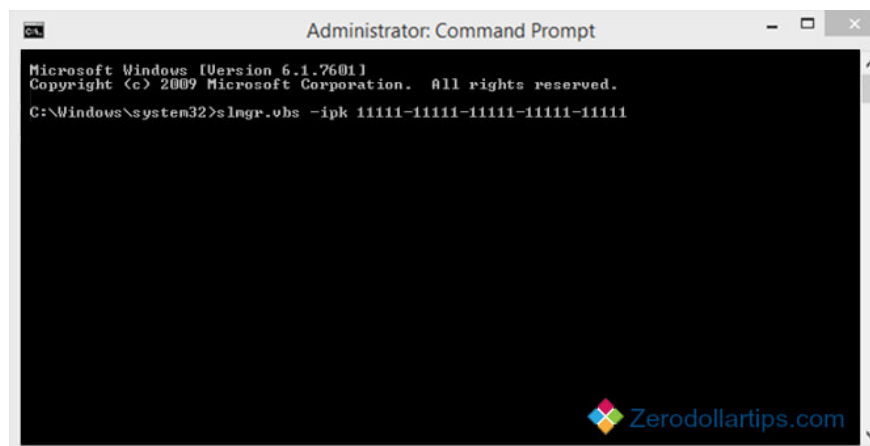 C:\.
Administrator: Command Prompt
Microsoft Windows [Version 6.1.7601]
Copyright (c) 2009 Microsoft Corporation.  All rights reserved.
C:\Windows\system32>slmgr.vbs -ipk 11111-11111-11111-11111-11111
Zerodollartips.com